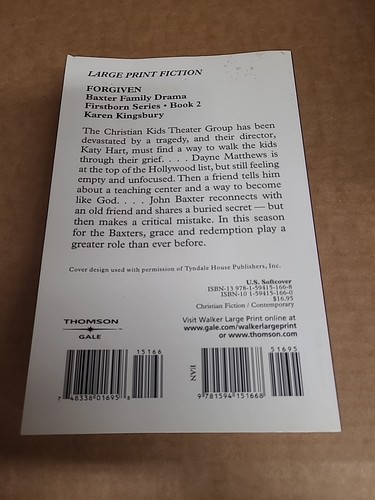 LARGE PRINT FICTION
FORGIVEN
Baxter Family Drama
Firstborn Series • Book 2
Karen Kingsbury
The Christian Kids Theater Group has been
devastated by a tragedy, and their director,
Katy Hart, must find a way to walk the kids
through their grief. . . . Dayne Matthews is
at the top of the Hollywood list, but still feeling
empty and unfocused. Then a friend tells him
about a teaching center and a way to become
like God. . . . John Baxter reconnects with
an old friend and shares a buried secret — but
then makes a critical mistake. In this season
for the Baxters, grace and redemption play a
greater role than ever before.
Cover design used with permission of Tyndale House Publishers, Inc.
U.S. Softcover
ISBN-13 978-1-59415-166-8
ISBN-10 1-59415-166-0
$16.95
Christian Fiction / Contemporary
THOMSON
GALE
Visit Walker Large Print online at
www.gale.com/walkerlargeprint
or www.thomson.com
15166
7 48338 01695 8
EAN
51695
9 781594 151668